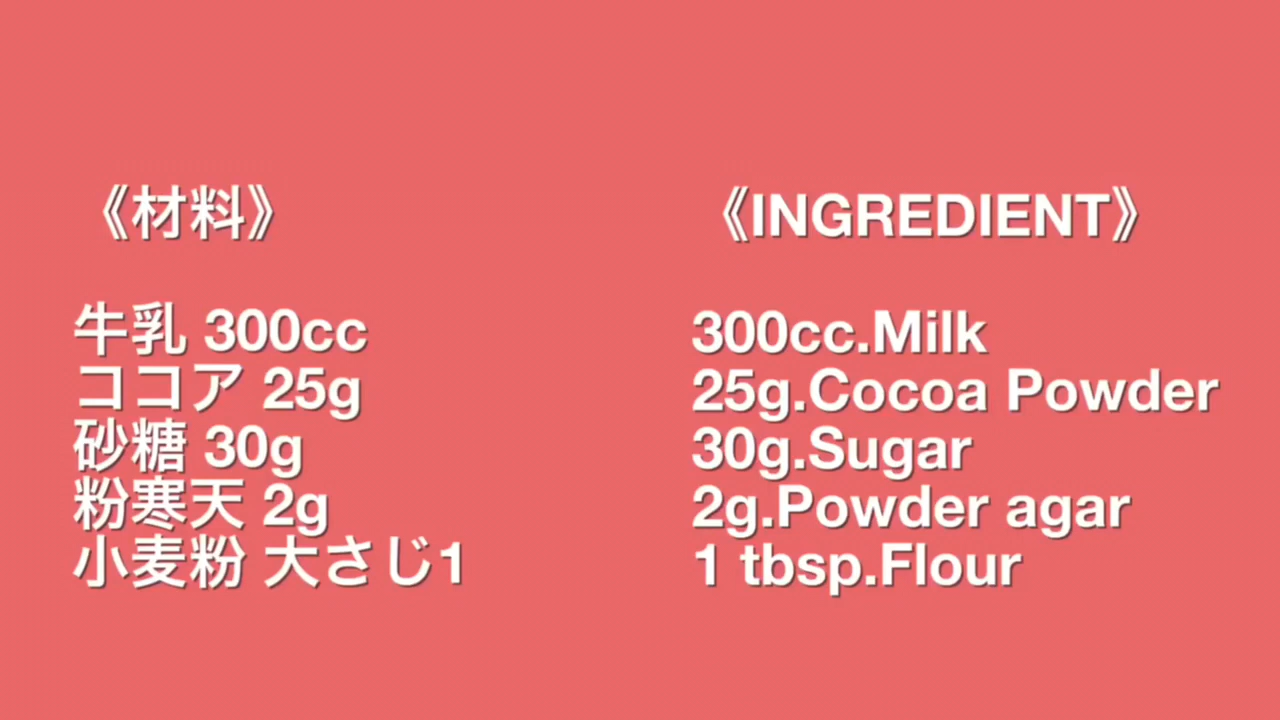 《材料》
牛乳 300cc
ココア 25g
砂糖 30g
粉寒天 2g
小麦粉 大さじ1
《INGREDIENT》
300cc.Milk
25g.Cocoa Powder
30g.Sugar
2g.Powder agar
1 tbsp.Flour